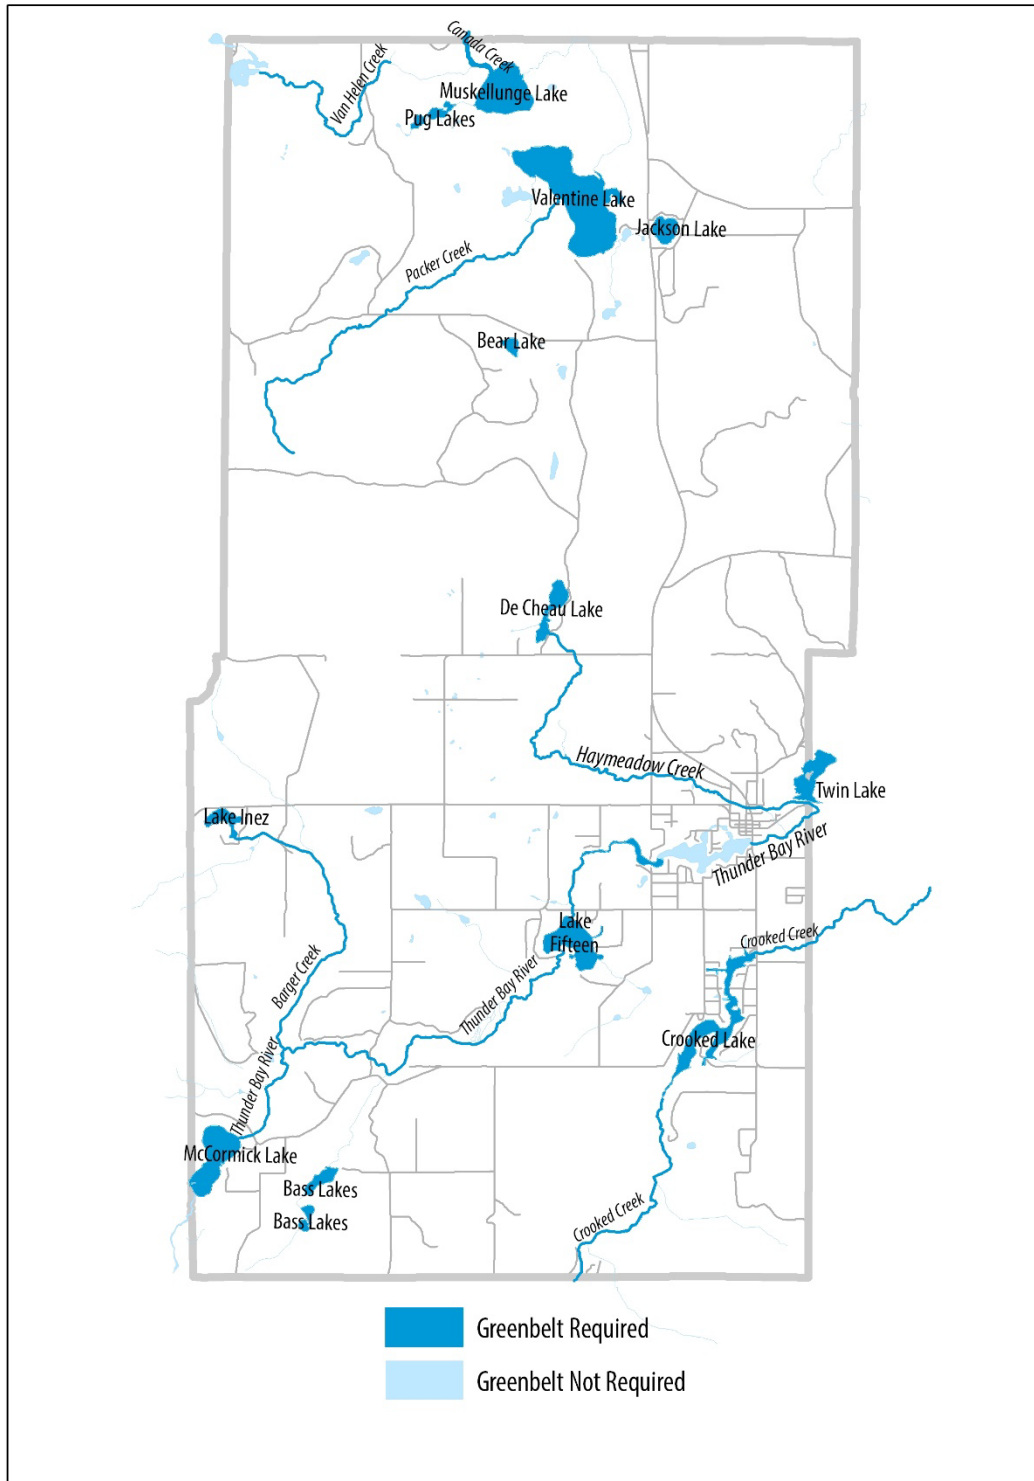 Canada Creek
Van Helen Creek
Muskellunge Lake
Pug Lakes
Valentine Lake
Jackson Lake
Packer Creek
Bear Lake
De Cheau Lake
Haymeadow Creek
Twin Lake
Lake Inez
Thunder Bay River
Lake
Fifteen
Crooked Creek
Barger Creek
Thunder Bay River
Crooked Lake
Thunder Bay River
McCormick Lake
Bass Lakes
Bass Lakes
Crooked Creek
Greenbelt Required
Greenbelt Not Required